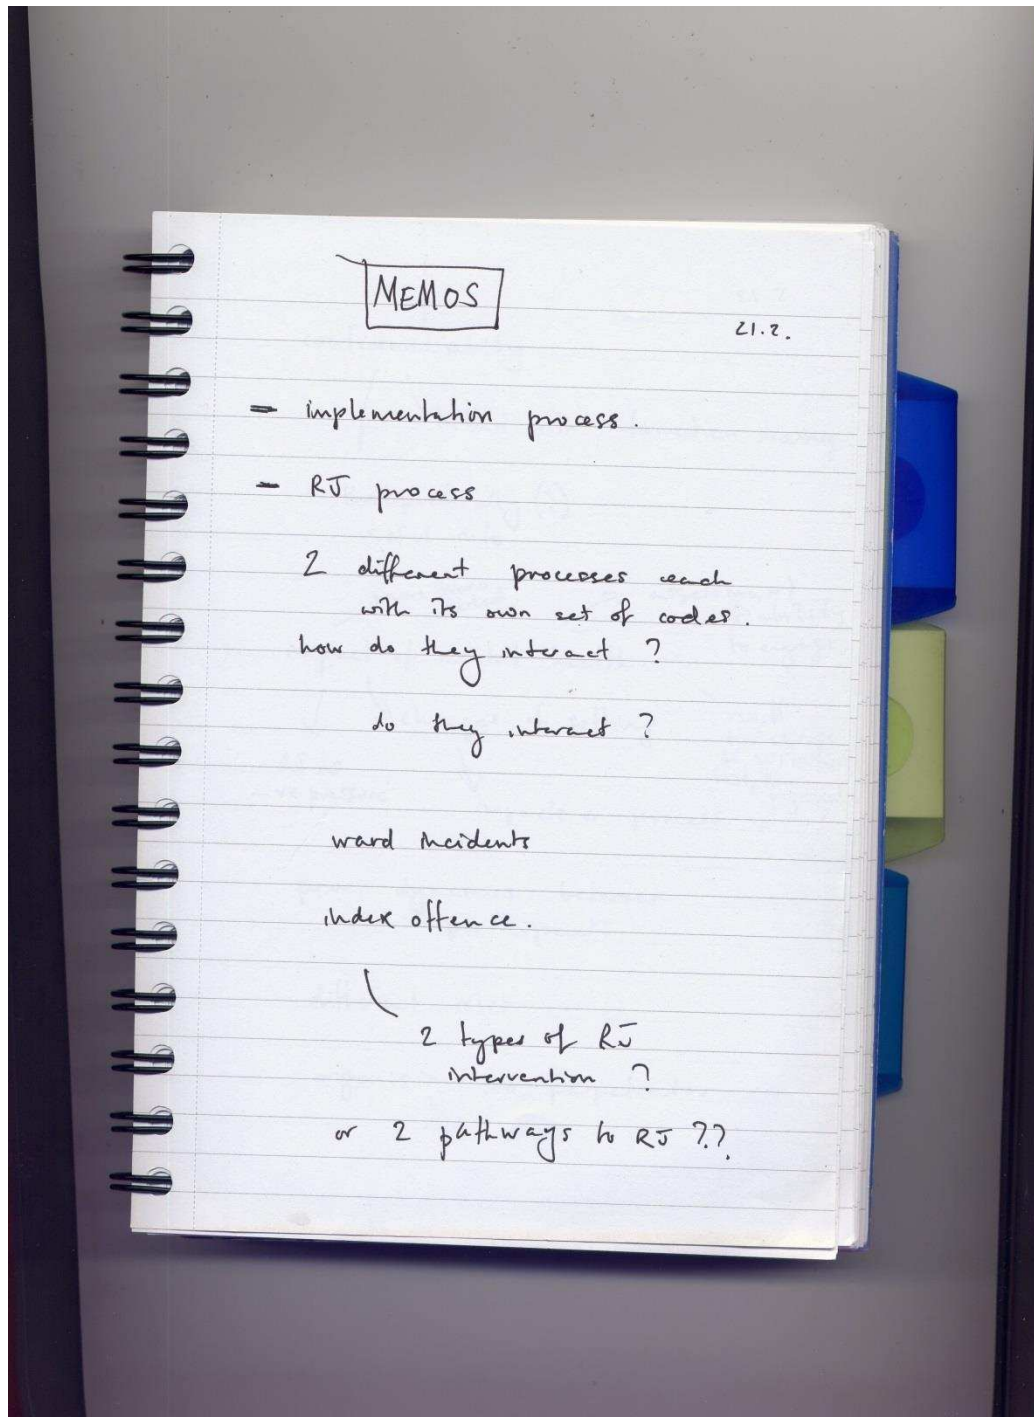 MEMOS
21.2.
- implementation process.
- RJ process
2 different processes each
with its own set of codes.
how do they interact ?
do they interact ?
ward incidents
index offence.
2 types of RJ
intervention ?
or 2 pathways to RJ ??